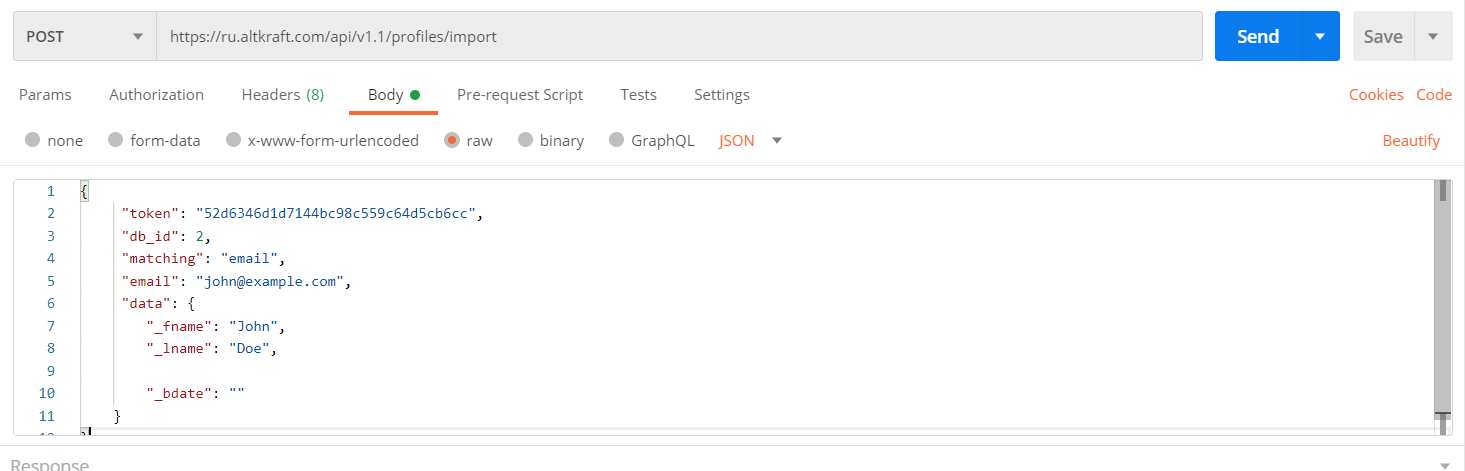 POST https://ru.altkraft.com/api/v1.1/profiles/import Send Save
Params Authorization Headers (8) Body Pre-request Script Tests Settings Cookies Code
none form-data x-www-form-urlencoded raw binary GraphQL JSON Beautify
1 {
2 "token": "52d6346d1d7144bc98c559c64d5cb6cc",
3 "db_id": 2,
4 "matching": "email",
5 "email": "john@example.com",
6 "data": {
7 "_fname": "John",
8 "_lname": "Doe",
9
10 "_bdate": ""
11 }
12 }
Response